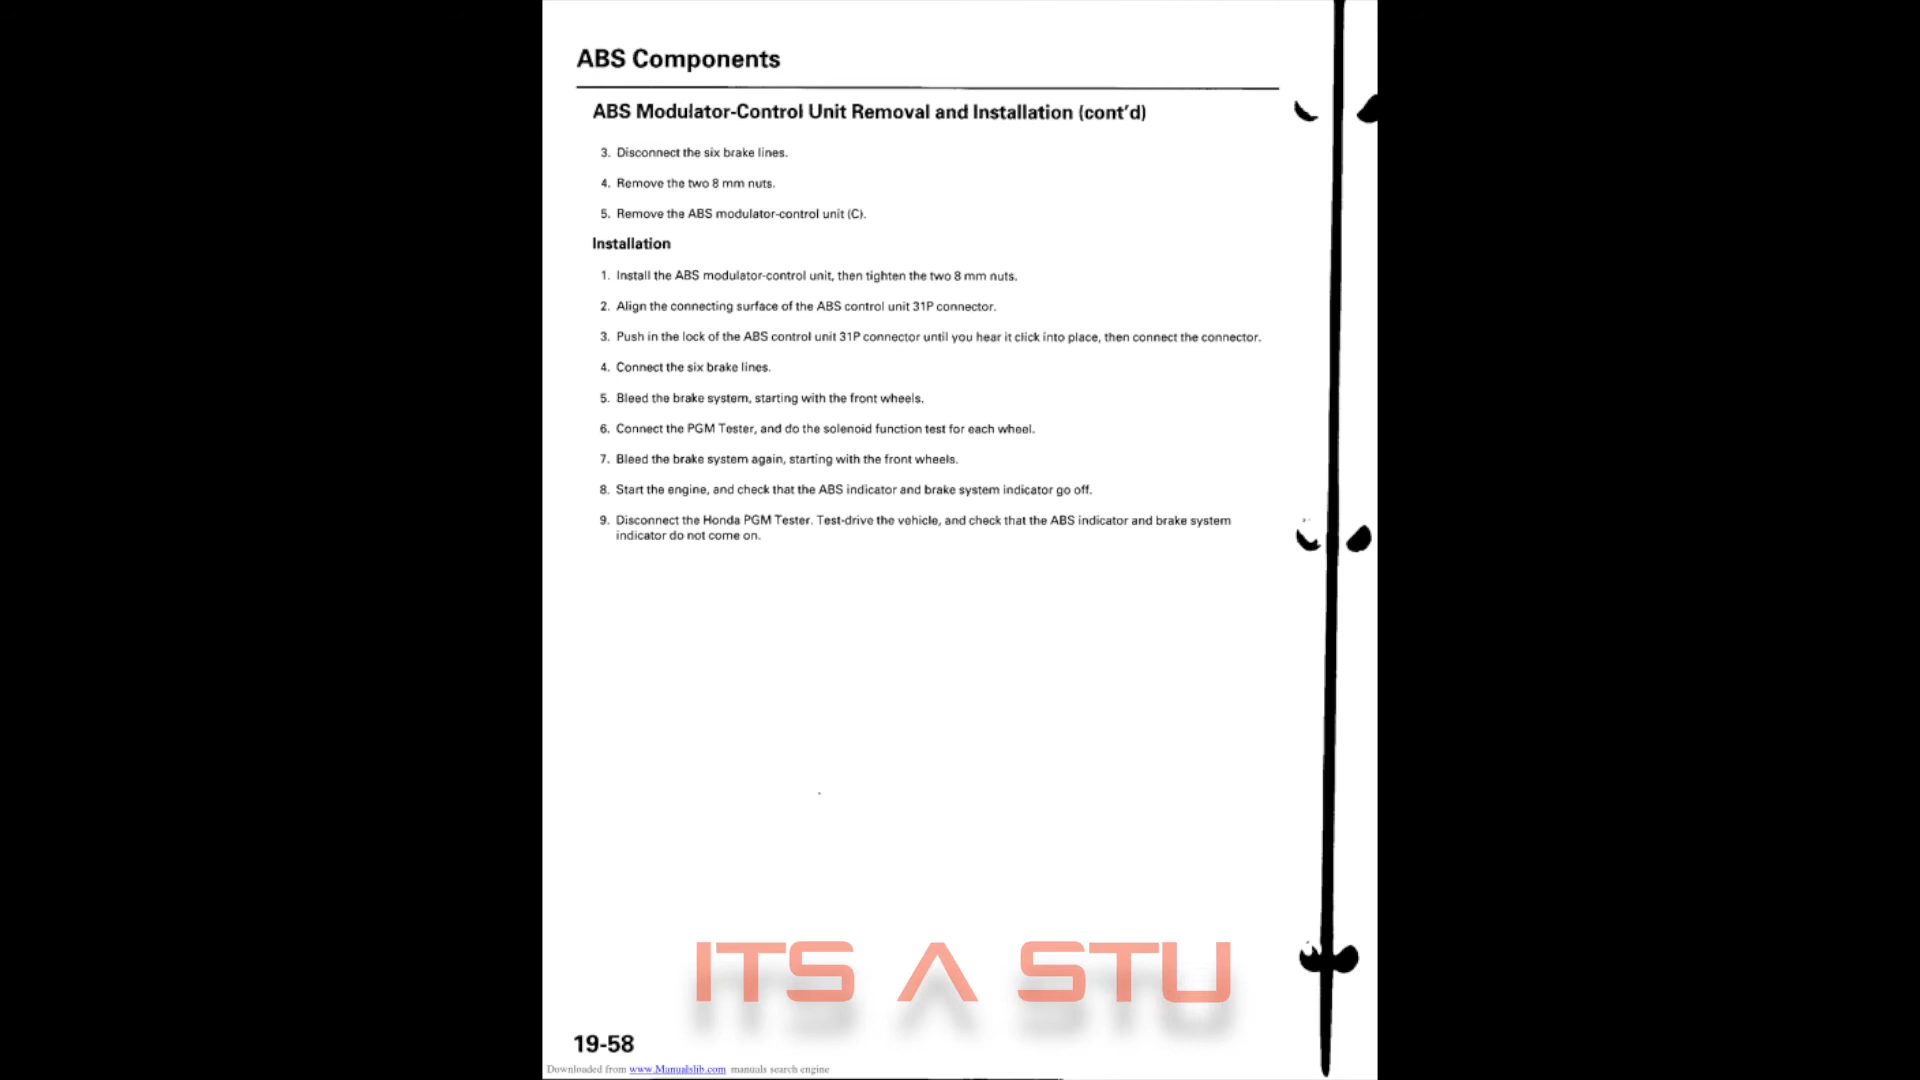 ABS Components
ABS Modulator-Control Unit Removal and Installation (cont'd)
3. Disconnect the six brake lines.
4. Remove the two 8 mm nuts.
5. Remove the ABS modulator-control unit (C).
Installation
1. Install the ABS modulator-control unit, then tighten the two 8 mm nuts.
2. Align the connecting surface of the ABS control unit 31P connector.
3. Push in the lock of the ABS control unit 31P connector until you hear it click into place, then connect the connector.
4. Connect the six brake lines.
5. Bleed the brake system, starting with the front wheels.
6. Connect the PGM Tester, and do the solenoid function test for each wheel.
7. Bleed the brake system again, starting with the front wheels.
8. Start the engine, and check that the ABS indicator and brake system indicator go off.
9. Disconnect the Honda PGM Tester. Test-drive the vehicle, and check that the ABS indicator and brake system
indicator do not come on.
ITS A STU
19-58
Downloaded from www.Manualslib.com manuals search engine